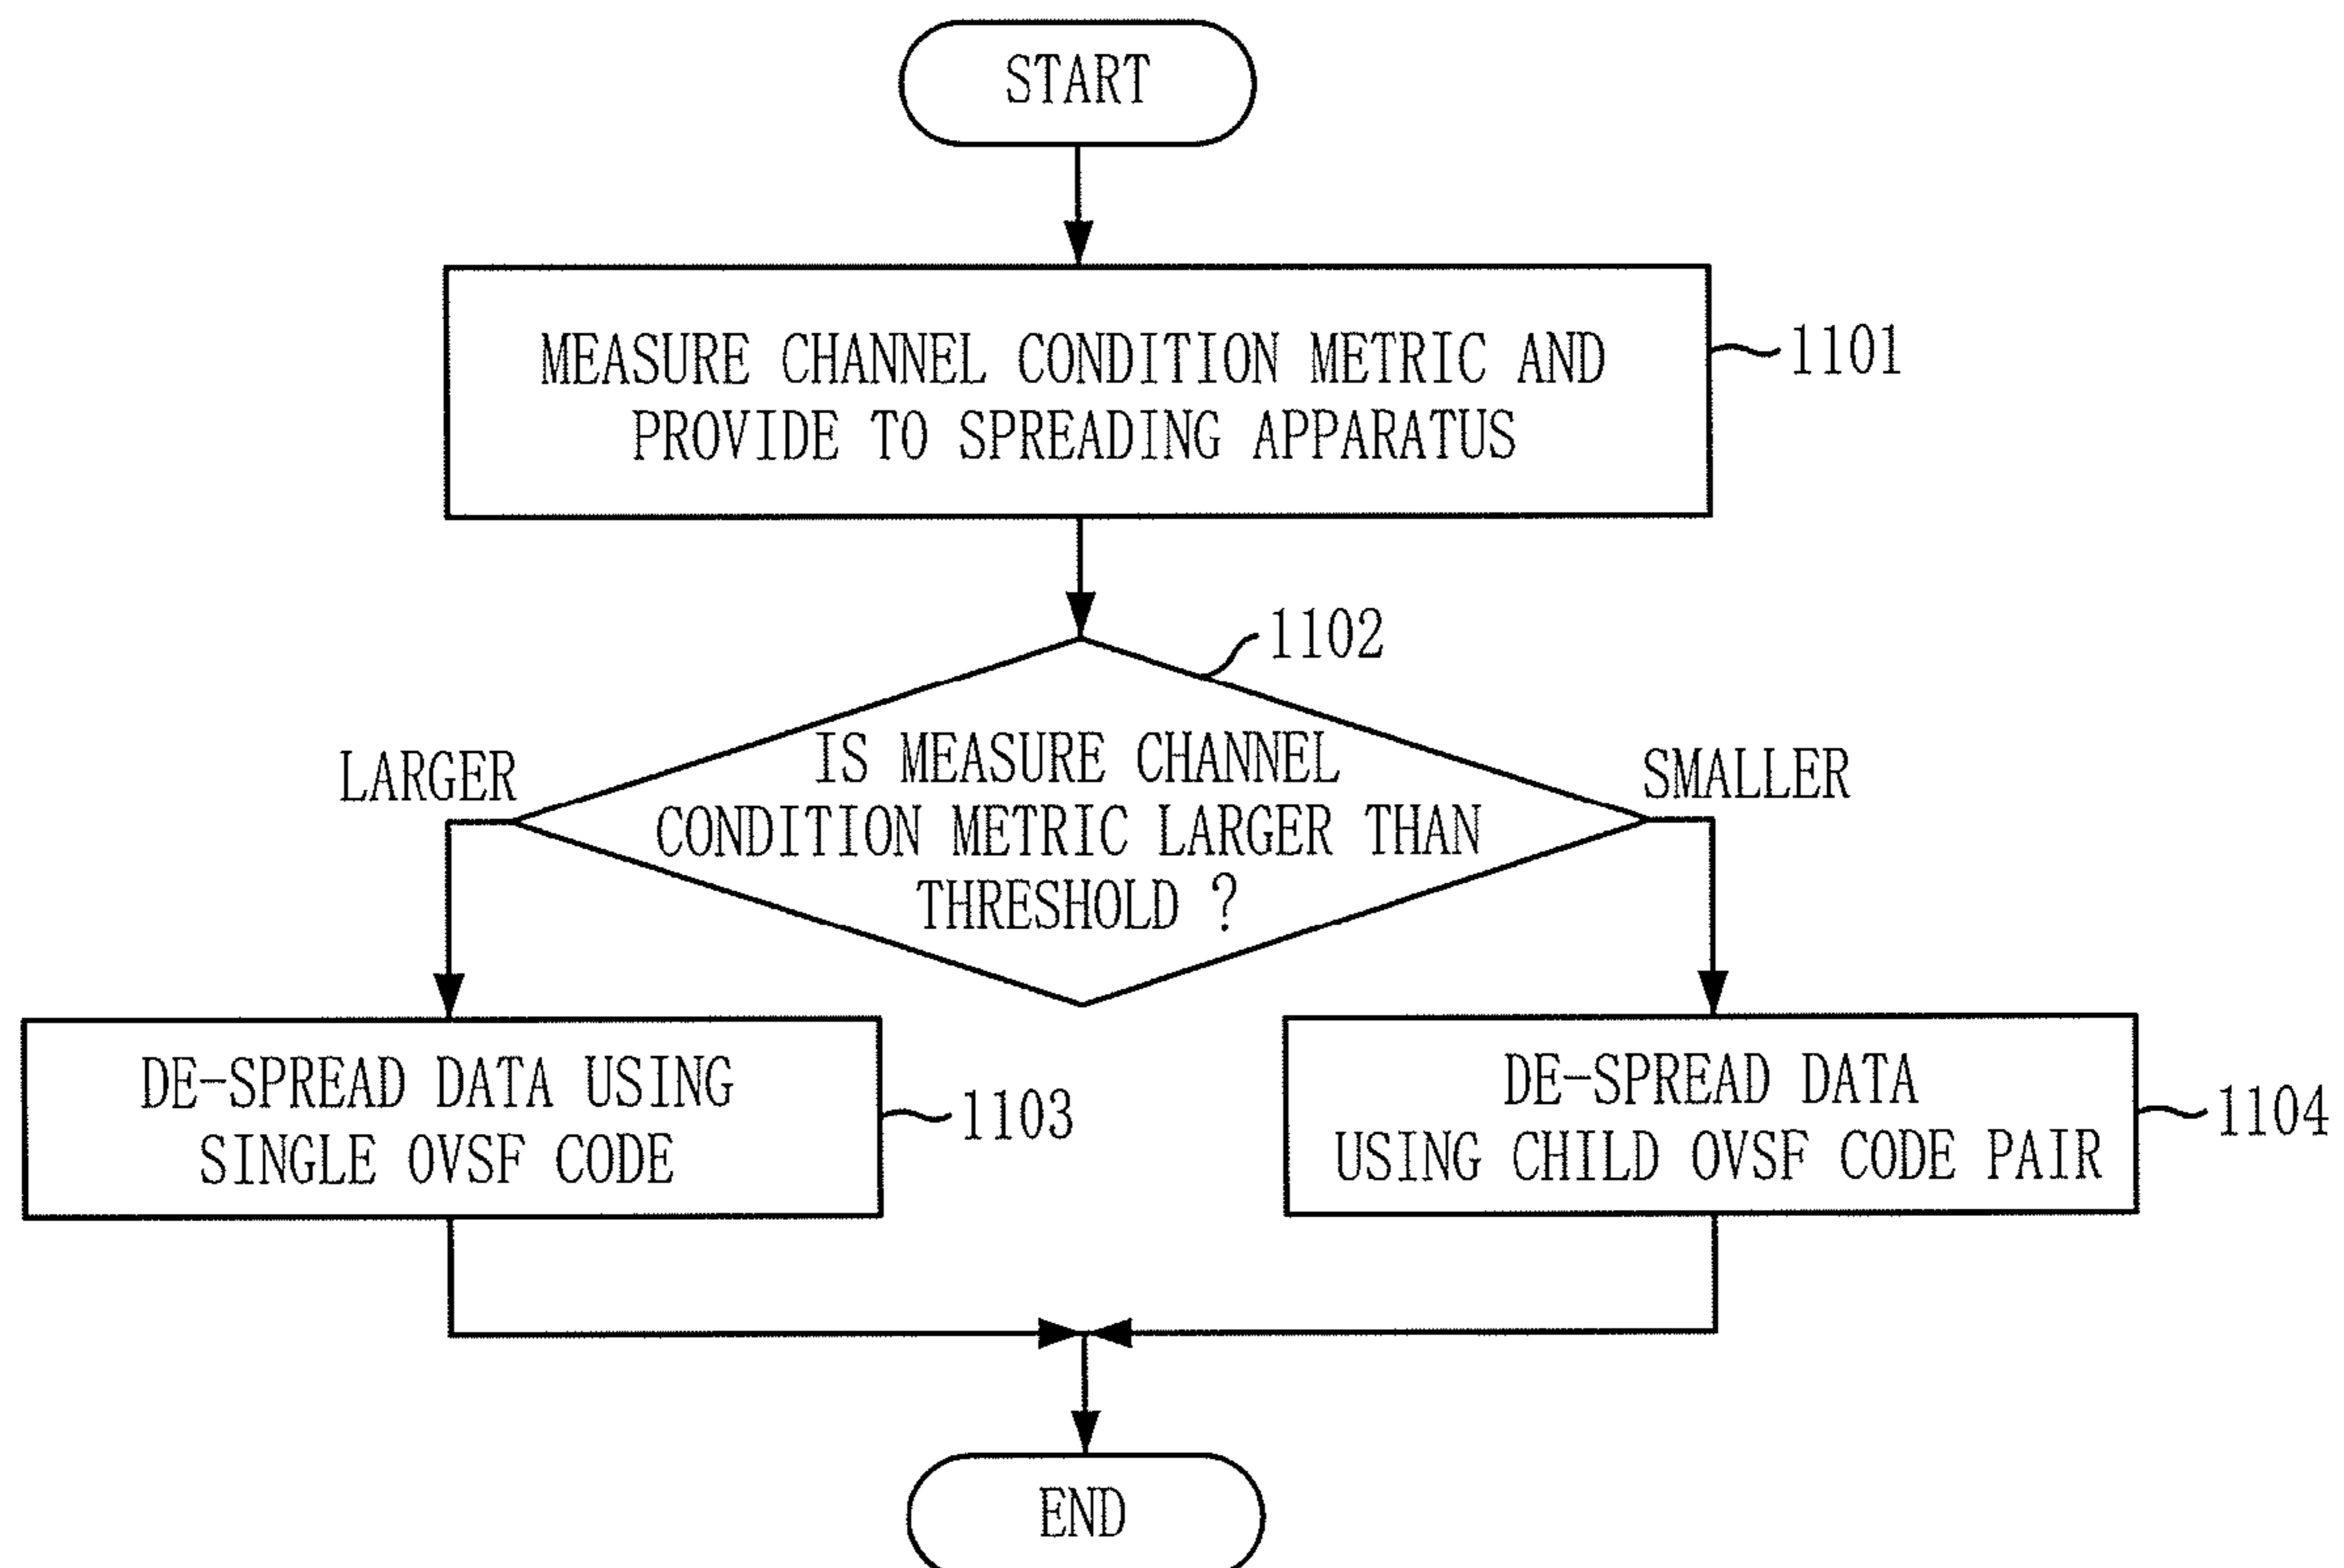 START
MEASURE CHANNEL CONDITION METRIC AND
PROVIDE TO SPREADING APPARATUS
1101
1102
IS MEASURE CHANNEL
CONDITION METRIC LARGER THAN
THRESHOLD ?
LARGER
SMALLER
DE-SPREAD DATA USING
SINGLE OVSF CODE
1103
DE-SPREAD DATA
USING CHILD OVSF CODE PAIR
1104
END